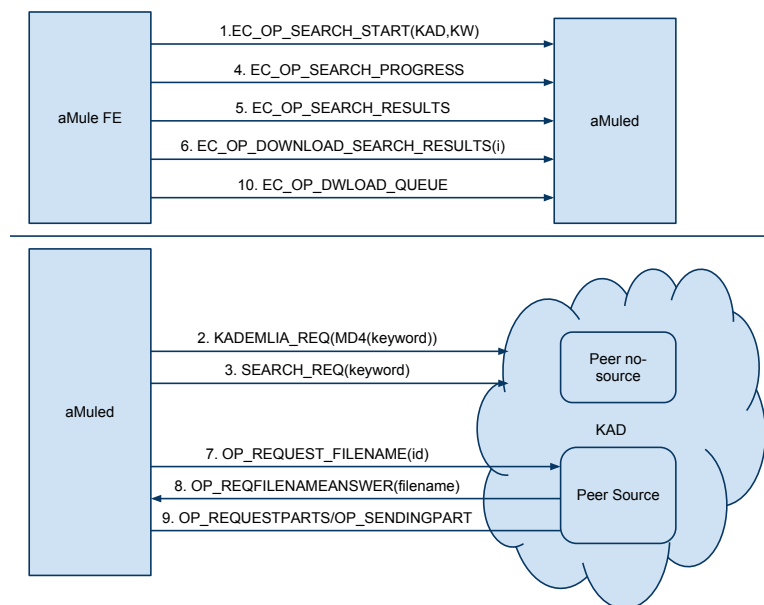 1.EC_OP_SEARCH_START(KAD,KW)
4. EC_OP_SEARCH_PROGRESS
5. EC_OP_SEARCH_RESULTS
aMule FE
aMuled
6. EC_OP_DOWNLOAD_SEARCH_RESULTS(i)
10. EC_OP_DWLOAD_QUEUE
2. KADEMLIA_REQ(MD4(keyword))
Peer no-
source
3. SEARCH_REQ(keyword)
aMuled
KAD
7. OP_REQUEST_FILENAME(id)
8. OP_REQFILENAMEANSWER(filename)
Peer Source
9. OP_REQUESTPARTS/OP_SENDINGPART